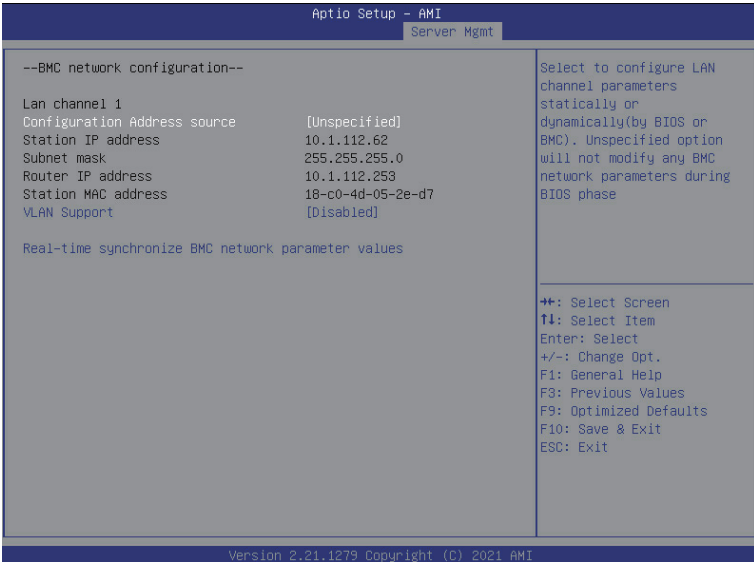 Aptio Setup – AMI
Server Mgmt
--BMC network configuration--
Lan channel 1
Configuration Address source [Unspecified]
Station IP address 10.1.112.62
Subnet mask 255.255.255.0
Router IP address 10.1.112.253
Station MAC address 18-c0-4d-05-2e-d7
VLAN Support [Disabled]
Real-time synchronize BMC network parameter values
Select to configure LAN
channel parameters
statically or
dynamically(by BIOS or
BMC). Unspecified option
will not modify any BMC
network parameters during
BIOS phase
→←: Select Screen
↑↓: Select Item
Enter: Select
+/-: Change Opt.
F1: General Help
F3: Previous Values
F9: Optimized Defaults
F10: Save & Exit
ESC: Exit
Version 2.21.1279 Copyright (C) 2021 AMI